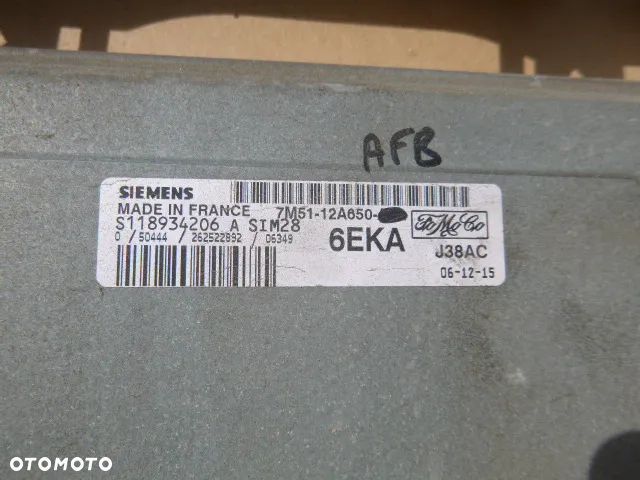 AFB
SIEMENS
MADE IN FRANCE 7M51-12A650-
S118934206 A SIM28
0 /50444 /262522892 /06349
6EKA
FoMoCo
J38AC
06-12-15
OTOMOTO